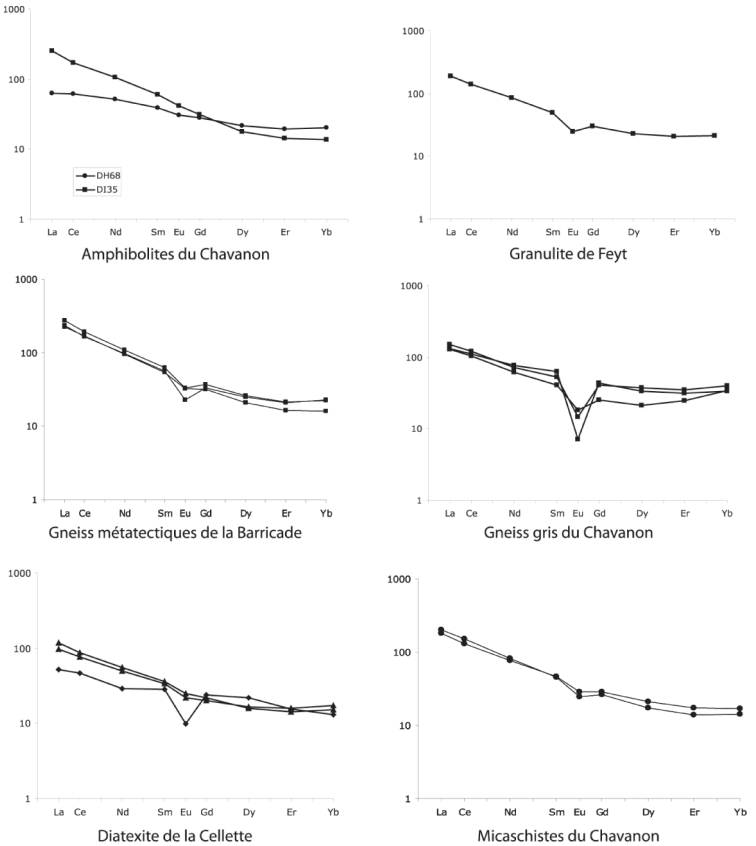 1000
100
10
1
DH68
DI35
La Ce Nd Sm Eu Gd Dy Er Yb
Amphibolites du Chavanon
1000
100
10
1
La Ce Nd Sm Eu Gd Dy Er Yb
Granulite de Feyt
1000
100
10
1
La Ce Nd Sm Eu Gd Dy Er Yb
Gneiss métatectiques de la Barricade
1000
100
10
1
La Ce Nd Sm Eu Gd Dy Er Yb
Gneiss gris du Chavanon
1000
100
10
1
La Ce Nd Sm Eu Gd Dy Er Yb
Diatexite de la Cellette
1000
100
10
1
La Ce Nd Sm Eu Gd Dy Er Yb
Micaschistes du Chavanon